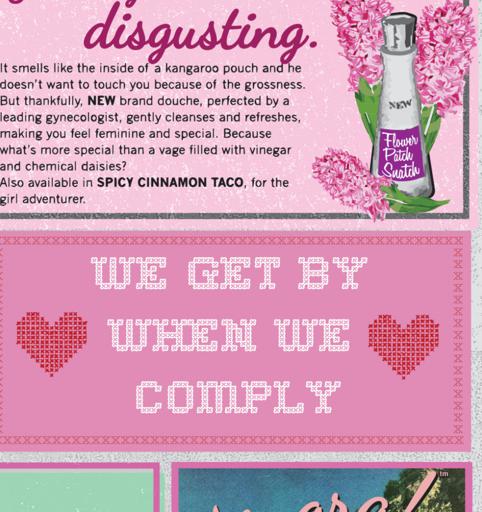 disgusting.
It smells like the inside of a kangaroo pouch and he
doesn't want to touch you because of the grossness.
But thankfully, NEW brand douche, perfected by a
leading gynecologist, gently cleanses and refreshes,
making you feel feminine and special. Because
what's more special than a vage filled with vinegar
and chemical daisies?
Also available in SPICY CINNAMON TACO, for the
girl adventurer.
NEW
Flower
Patch
Snatch
WE GET BY
WHEN WE
COMPLY
tm